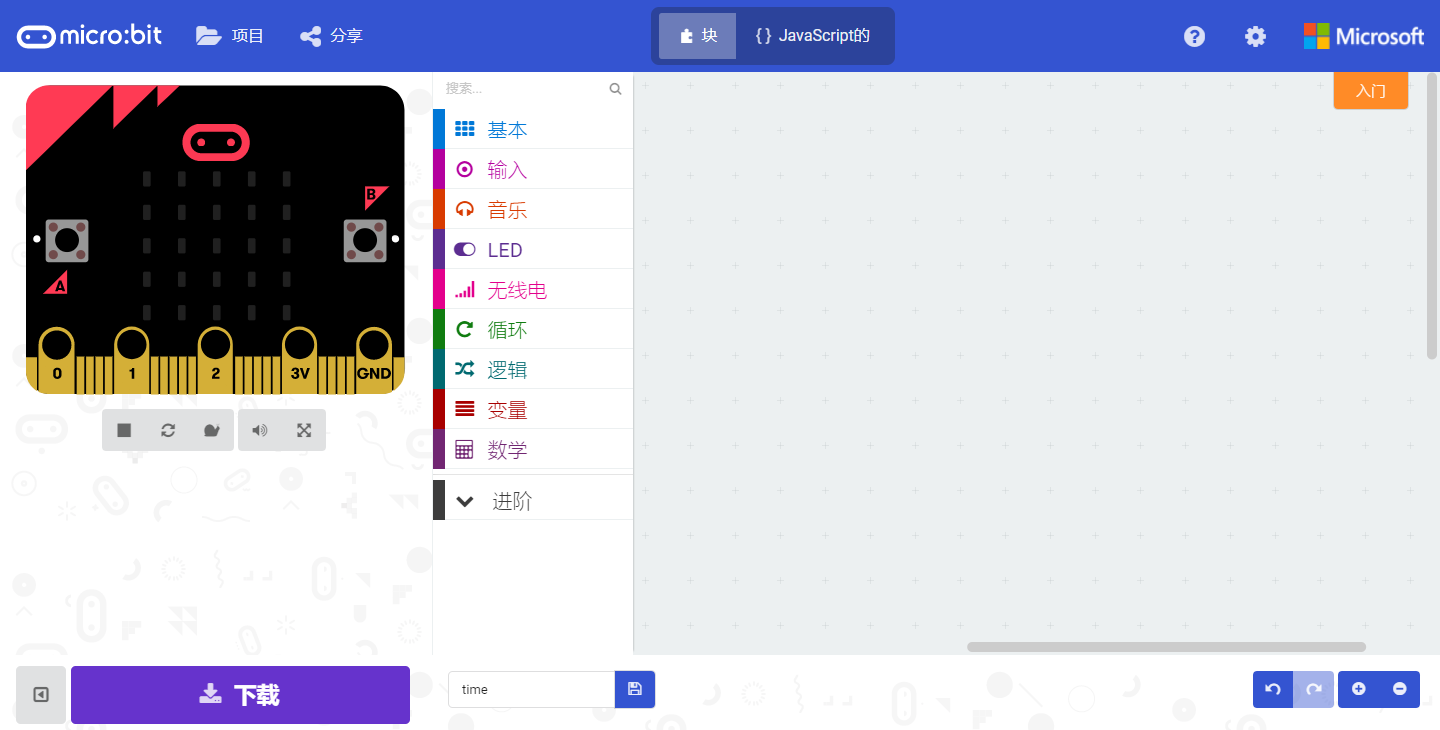 micro:bit
项目
分享
块
{ } JavaScript的
Microsoft
搜索...
入门
基本
输入
音乐
LED
无线电
循环
逻辑
变量
数学
进阶
B
A
0
1
2
3V
GND
下载
time